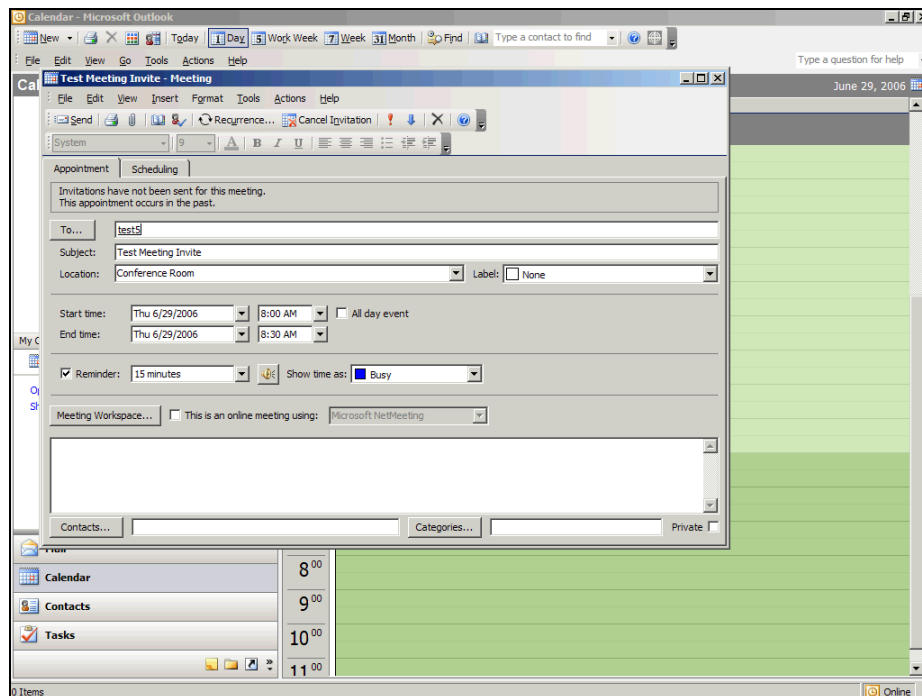 Calendar - Microsoft Outlook
New Today 1 Day 5 Work Week 7 Week 31 Month Find Type a contact to find
File Edit View Go Tools Actions Help Type a question for help
Cal June 29, 2006
Test Meeting Invite - Meeting
File Edit View Insert Format Tools Actions Help
Send Recurrence... Cancel Invitation
System 9 A B I U
Appointment Scheduling
Invitations have not been sent for this meeting.
This appointment occurs in the past.
To... test5
Subject: Test Meeting Invite
Location: Conference Room Label: None
Start time: Thu 6/29/2006 8:00 AM All day event
End time: Thu 6/29/2006 8:30 AM
My C
Reminder: 15 minutes Show time as: Busy
Op
Sh
Meeting Workspace... This is an online meeting using: Microsoft NetMeeting
Contacts... Categories... Private
Mail
8 00
Calendar
9 00
Contacts
Tasks
10 00
11 00
0 Items Online